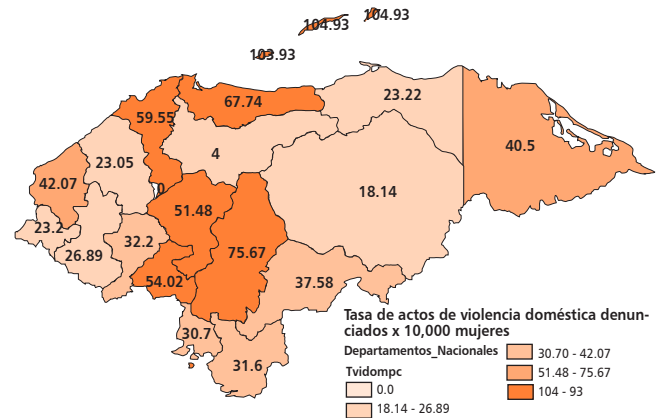 104.93
104.93
103.93
23.22
67.74
59.55
40.5
4
23.05
42.07
0
18.14
51.48
23.2
32.2
75.67
26.89
54.02
37.58
30.7
31.6
Tasa de actos de violencia doméstica denun-
ciados x 10,000 mujeres
Departamentos_Nacionales
Tvidompc
0.0
18.14 - 26.89
30.70 - 42.07
51.48 - 75.67
104 - 93